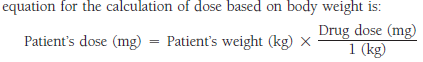 equation for the calculation of dose based on body weight is:
Patient's dose (mg) = Patient's weight (kg) × Drug dose (mg) / 1 (kg)